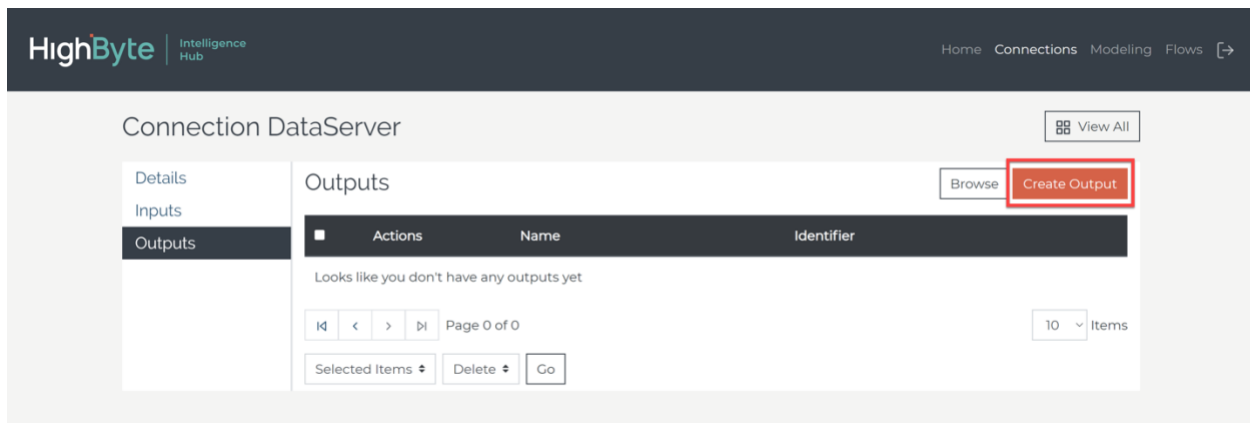 HighByte Intelligence
Hub
Home Connections Modeling Flows
Connection DataServer
View All
Details
Inputs
Outputs
Outputs
Browse Create Output
Actions Name Identifier
Looks like you don't have any outputs yet
Page 0 of 0
10 Items
Selected Items Delete Go